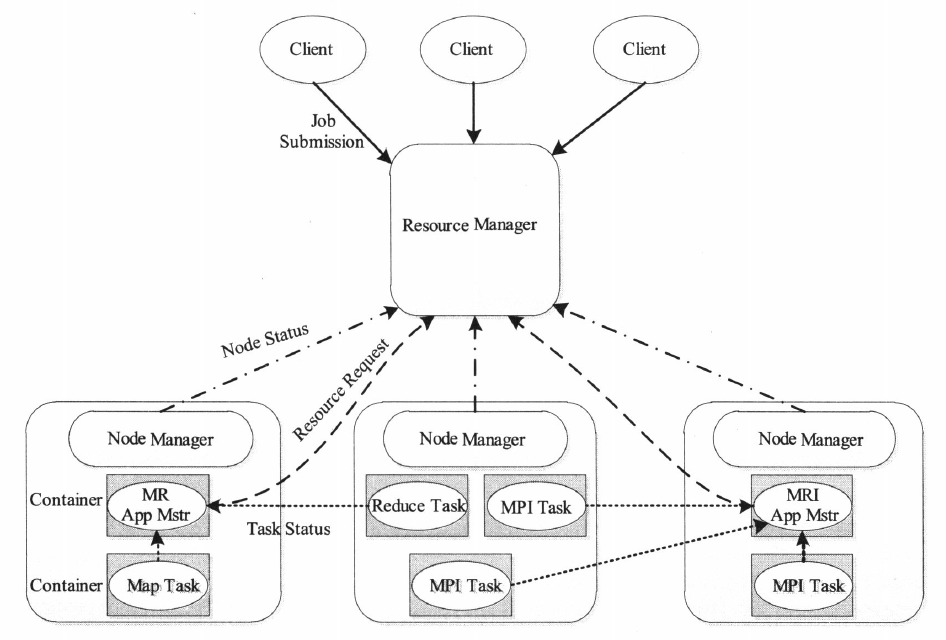 Client
Client
Client
Job
Submission
Resource Manager
Node Status
Resource Request
Node Manager
Node Manager
Node Manager
Container
MR
App Mstr
Reduce Task
MPI Task
MRI
App Mstr
Task Status
Container
Map Task
MPI Task
MPI Task